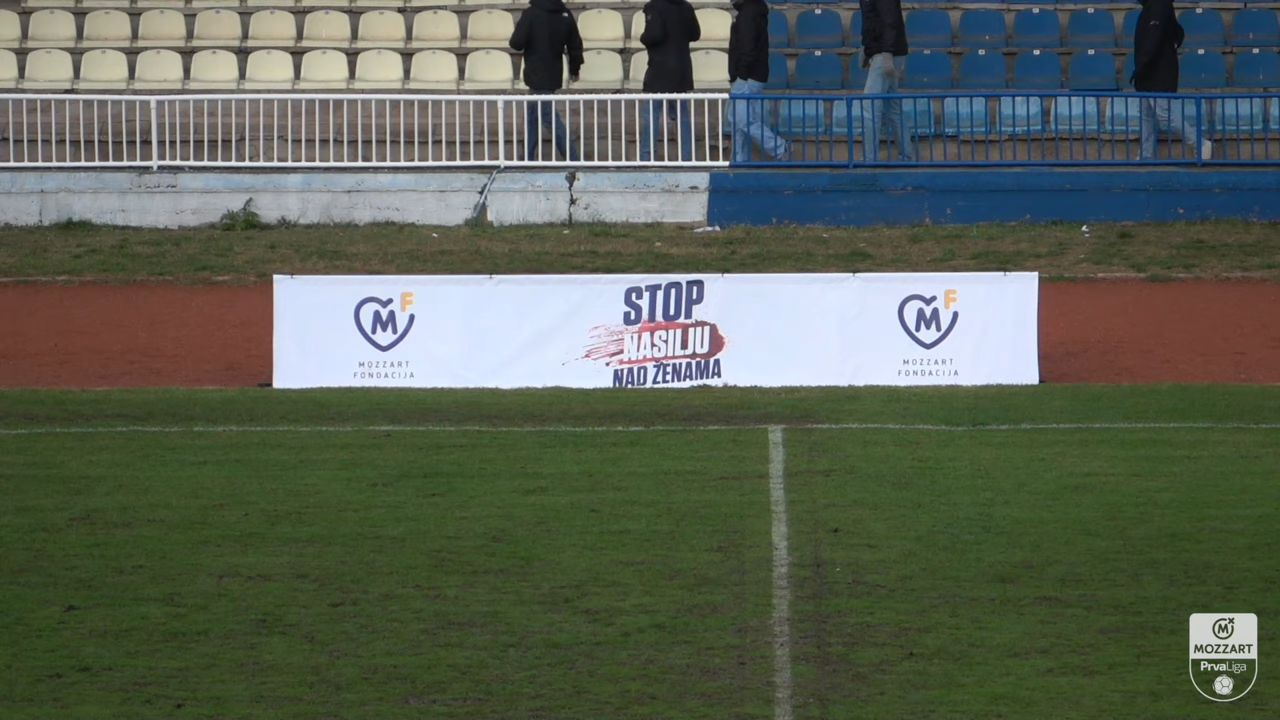 M F
MOZZART
FONDACIJA
STOP
NASILJU
NAD ŽENAMA
M F
MOZZART
FONDACIJA
M
MOZZART
PrvaLiga